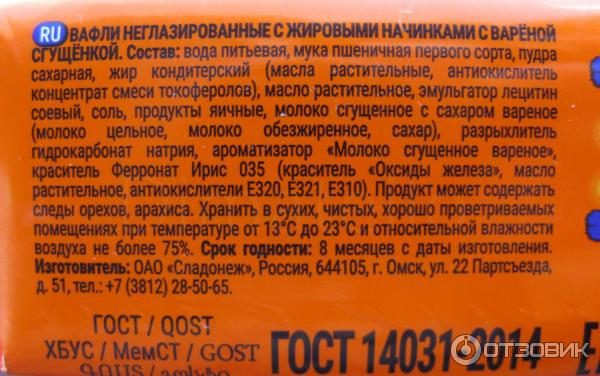 RU ВАФЛИ НЕГЛАЗИРОВАННЫЕ С ЖИРОВЫМИ НАЧИНКАМИ С ВАРЁНОЙ
СГУЩЁНКОЙ. Состав: вода питьевая, мука пшеничная первого сорта, пудра
сахарная, жир кондитерский (масла растительные, антиокислитель
концентрат смеси токоферолов), масло растительное, эмульгатор лецитин
соевый, соль, продукты яичные, молоко сгущенное с сахаром вареное
(молоко цельное, молоко обезжиренное, сахар), разрыхлитель
гидрокарбонат натрия, ароматизатор «Молоко сгущенное вареное»,
краситель Ферронат Ирис 035 (краситель «Оксиды железа», масло
растительное, антиокислители Е320, Е321, Е310). Продукт может содержать
следы орехов, арахиса. Хранить в сухих, чистых, хорошо проветриваемых
помещениях при температуре от 13°С до 23°С и относительной влажности
воздуха не более 75%. Срок годности: 8 месяцев с даты изготовления.
Изготовитель: ОАО «Сладонеж», Россия, 644105, г. Омск, ул. 22 Партсъезда,
д. 51, тел.: +7 (3812) 28-50-65.
ГОСТ / QOST
ХБУС / МемСТ / GOST
ГОСТ 14031-2014
ОТЗОВИК